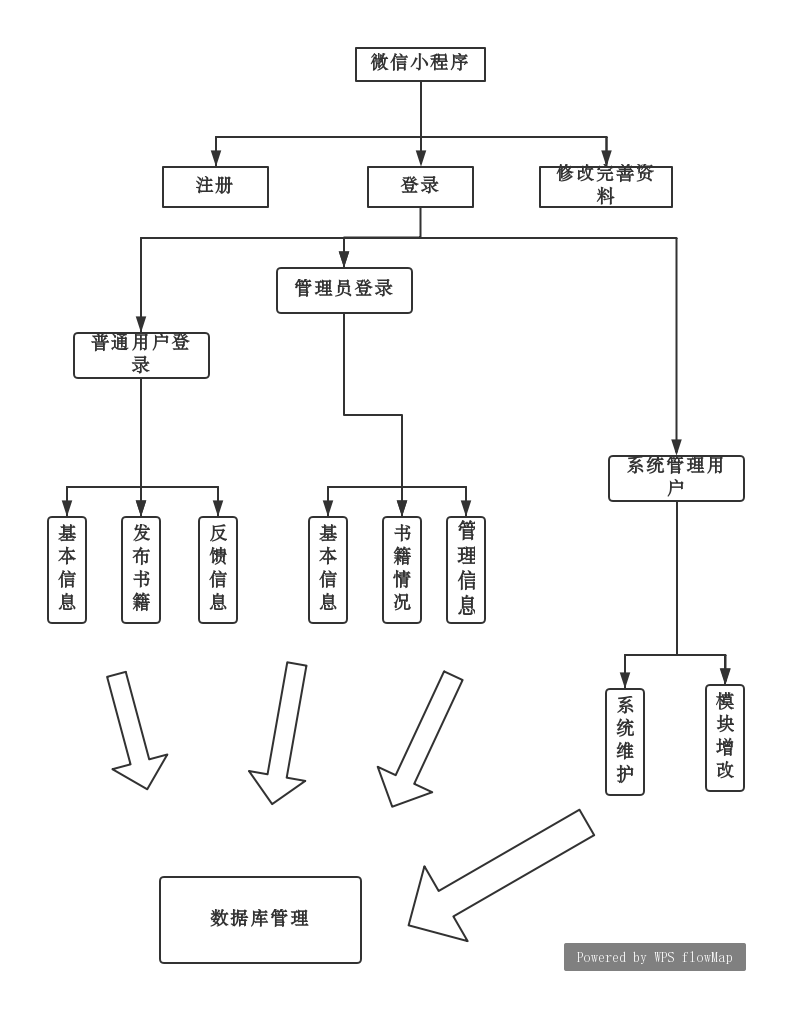 微信小程序
注册
登录
修改完善资
料
管理员登录
普通用户登
录
系统管理用
户
基
本
信
息
发
布
书
籍
反
馈
信
息
基
本
信
息
书
籍
情
况
管
理
信
息
系
统
维
护
模
块
增
改
数据库管理
Powered by WPS flowMap